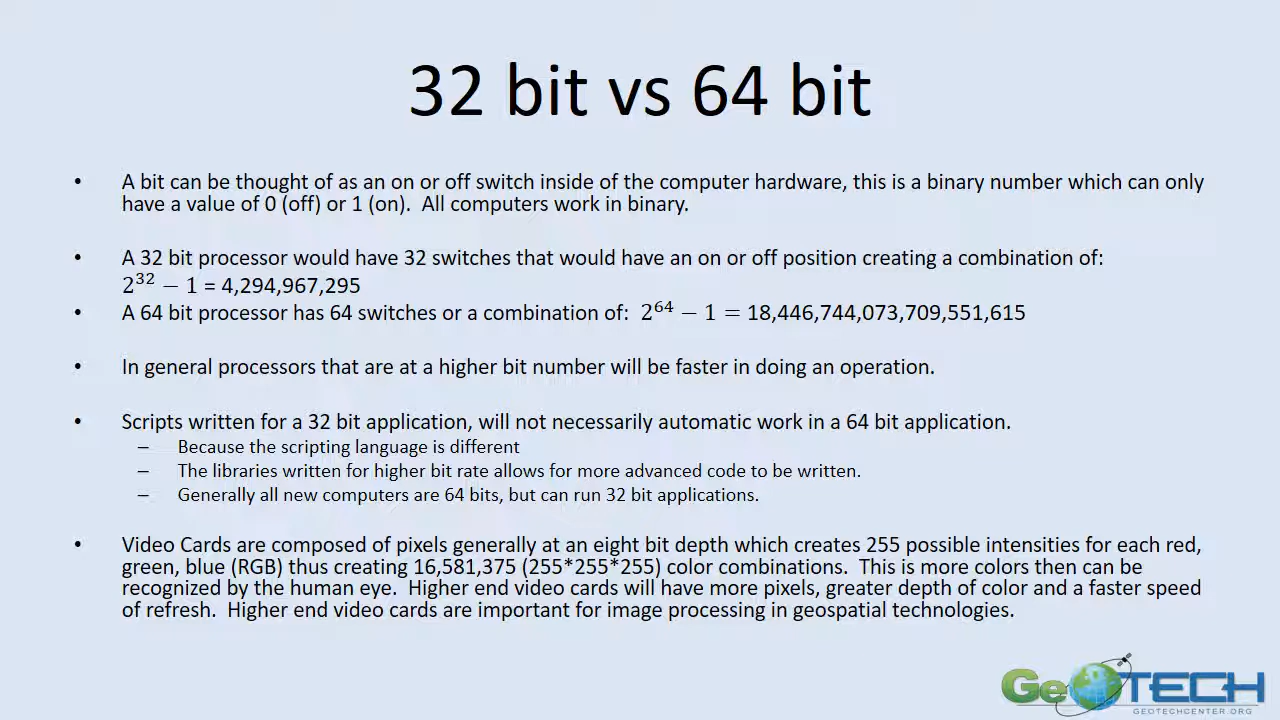 32 bit vs 64 bit
• A bit can be thought of as an on or off switch inside of the computer hardware, this is a binary number which can only
have a value of 0 (off) or 1 (on).  All computers work in binary.
• A 32 bit processor would have 32 switches that would have an on or off position creating a combination of:
2³² − 1 = 4,294,967,295
• A 64 bit processor has 64 switches or a combination of:  2⁶⁴ − 1 = 18,446,744,073,709,551,615
• In general processors that are at a higher bit number will be faster in doing an operation.
• Scripts written for a 32 bit application, will not necessarily automatic work in a 64 bit application.
– Because the scripting language is different
– The libraries written for higher bit rate allows for more advanced code to be written.
– Generally all new computers are 64 bits, but can run 32 bit applications.
• Video Cards are composed of pixels generally at an eight bit depth which creates 255 possible intensities for each red,
green, blue (RGB) thus creating 16,581,375 (255*255*255) color combinations.  This is more colors then can be
recognized by the human eye.  Higher end video cards will have more pixels, greater depth of color and a faster speed
of refresh.  Higher end video cards are important for image processing in geospatial technologies.
GeoTECH
GEOTECHCENTER.ORG